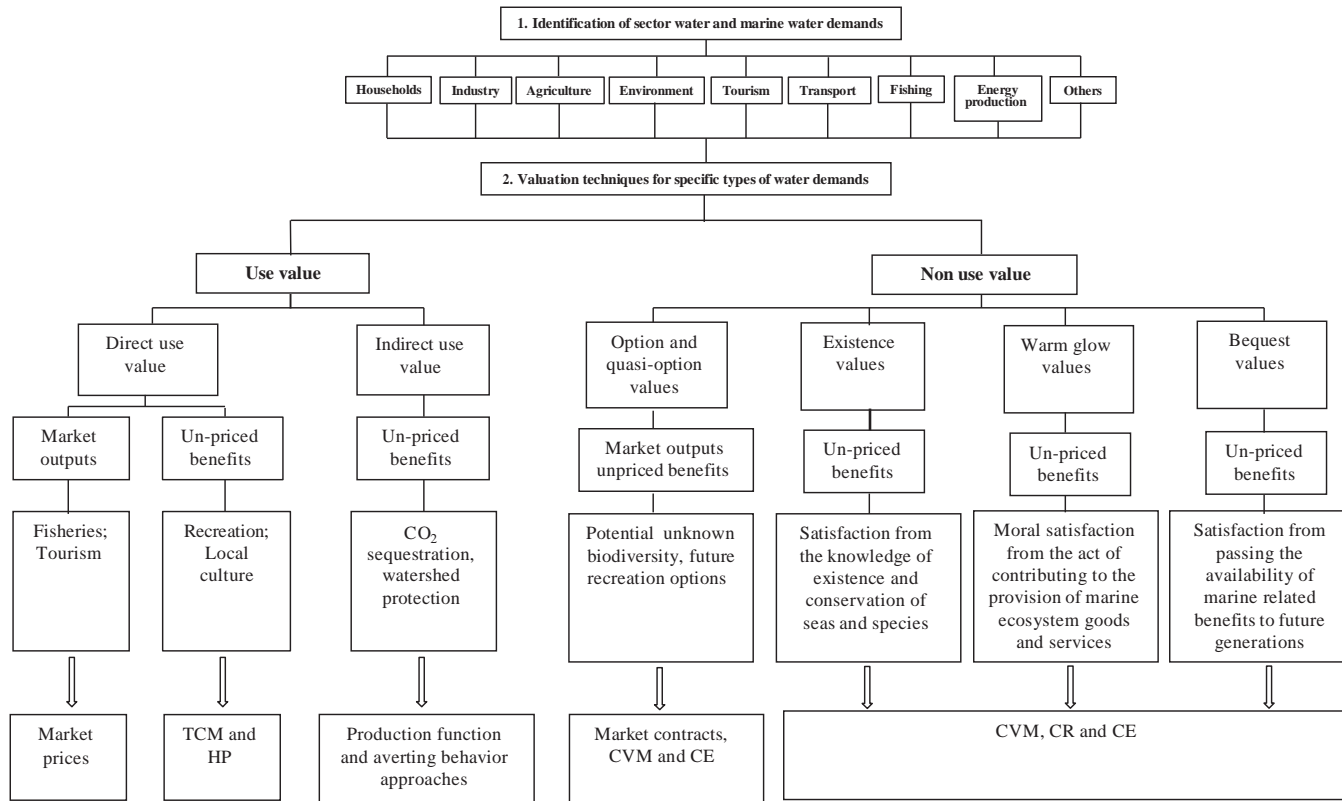 1. Identification of sector water and marine water demands
Households
Industry
Agriculture
Environment
Tourism
Transport
Fishing
Energy
production
Others
2. Valuation techniques for specific types of water demands
Use value
Non use value
Direct use
value
Indirect use
value
Option and
quasi-option
values
Existence
values
Warm glow
values
Bequest
values
Market
outputs
Un-priced
benefits
Un-priced
benefits
Market outputs
unpriced benefits
Un-priced
benefits
Un-priced
benefits
Un-priced
benefits
Fisheries;
Tourism
Recreation;
Local
culture
CO2
sequestration,
watershed
protection
Potential unknown
biodiversity, future
recreation options
Satisfaction from
the knowledge of
existence and
conservation of
seas and species
Moral satisfaction
from the act of
contributing to the
provision of marine
ecosystem goods
and services
Satisfaction from
passing the
availability of
marine related
benefits to future
generations
Market
prices
TCM and
HP
Production function
and averting behavior
approaches
Market contracts,
CVM and CE
CVM, CR and CE